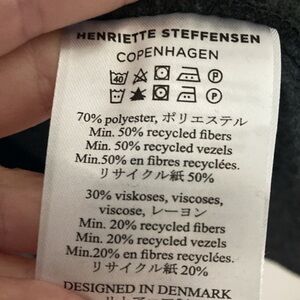 HENRIETTE STEFFENSEN
COPENHAGEN
40 P
P
70% polyester, ポリエステル
Min. 50% recycled fibers
Min. 50% recycled vezels
Min.50% en fibres recyclées.
リサイクル紙 50%
30% viskoses, viscoses,
viscose, レーヨン
Min. 20% recycled fibers
Min. 20% recycled vezels
Min.20% en fibres recyclées.
リサイクル紙 20%
DESIGNED IN DENMARK